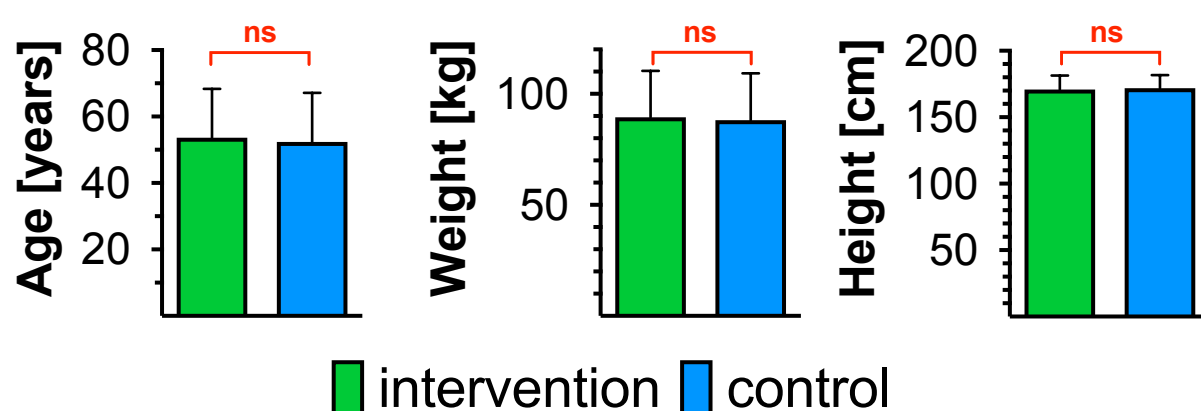 ns
Age [years]
80
60
40
20
ns
Weight [kg]
100
50
ns
Height [cm]
200
150
100
50
intervention control